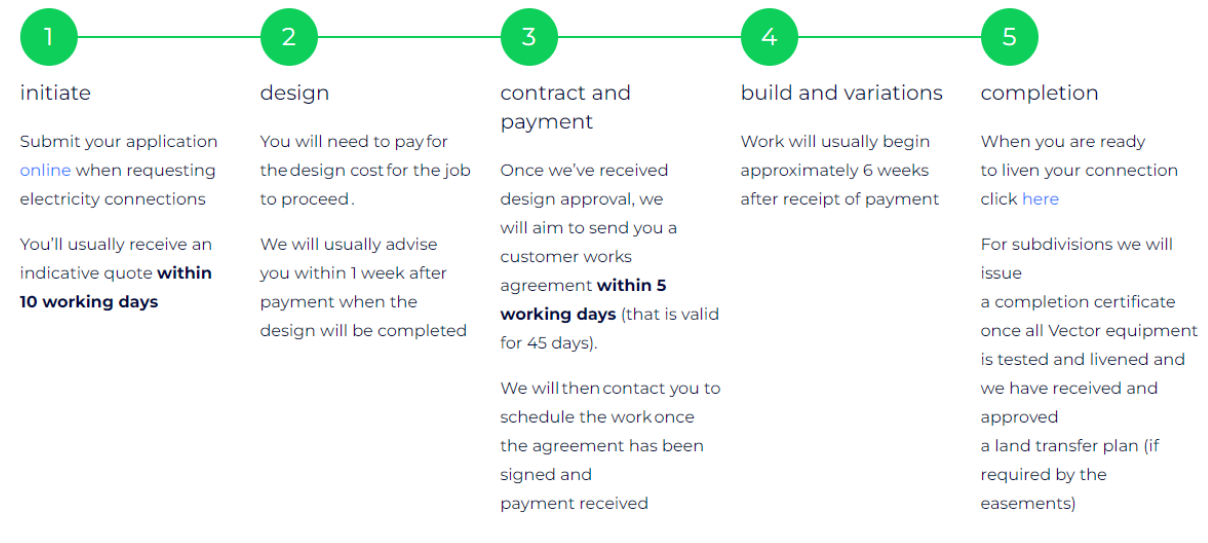 1
initiate
Submit your application
online when requesting
electricity connections
You'll usually receive an
indicative quote within
10 working days
2
design
You will need to pay for
the design cost for the job
to proceed.
We will usually advise
you within 1 week after
payment when the
design will be completed
3
contract and
payment
Once we've received
design approval, we
will aim to send you a
customer works
agreement within 5
working days (that is valid
for 45 days).
We will then contact you to
schedule the work once
the agreement has been
signed and
payment received
4
build and variations
Work will usually begin
approximately 6 weeks
after receipt of payment
5
completion
When you are ready
to liven your connection
click here
For subdivisions we will
issue
a completion certificate
once all Vector equipment
is tested and livened and
we have received and
approved
a land transfer plan (if
required by the
easements)